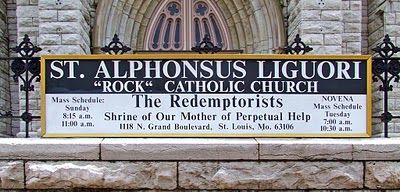 ST. ALPHONSUS LIGUORI
“ROCK“ CATHOLIC CHURCH
Mass Schedule:
Sunday
8:15 a.m.
11:00 a.m.
The Redemptorists
Shrine of Our Mother of Perpetual Help
1118 N. Grand Boulevard, St. Louis, Mo. 63106
NOVENA
Mass Schedule
Tuesday
7:00 a.m.
10:30 a.m.